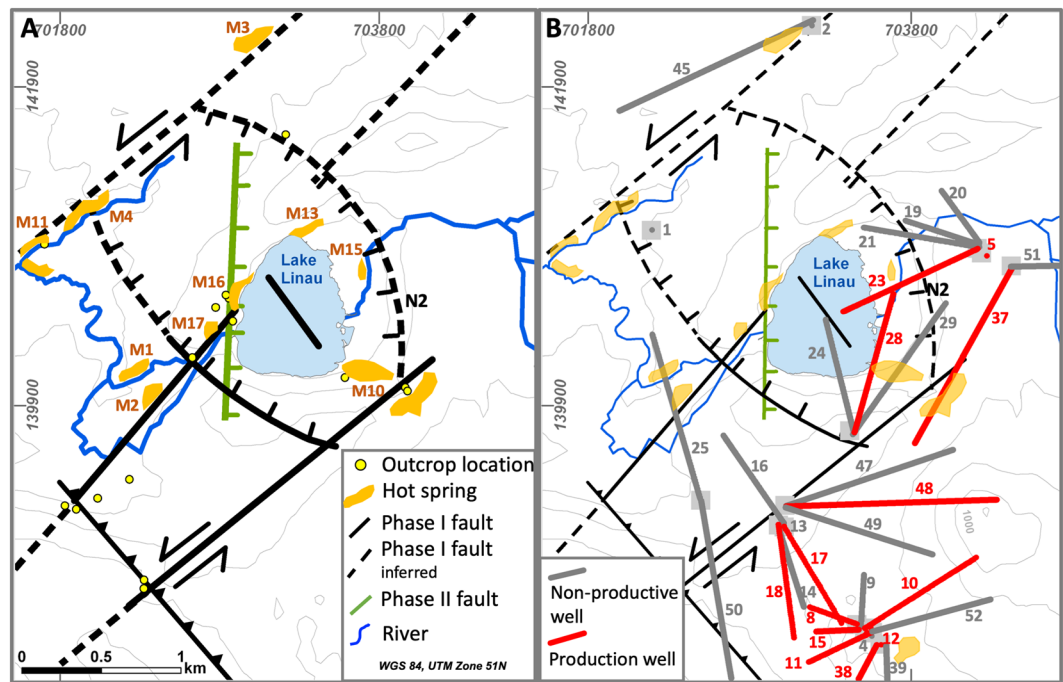 A
701800
703800
M3
141900
M4
M11
M13
M15
Lake
Linau
M16
N2
M17
M1
M10
M2
139900
Outcrop location
Hot spring
Phase I fault
Phase I fault
inferred
Phase II fault
River
WGS 84, UTM Zone 51N
0 0.5 1
km
B
701800
703800
2
45
141900
20
19
1
21
5
51
Lake
Linau
23
N2
37
29
28
24
139900
25
16
47
48
13
49
1000
17
18
14
9
10
50
8
52
15
12
4
11
39
38
Non-productive
well
Production well